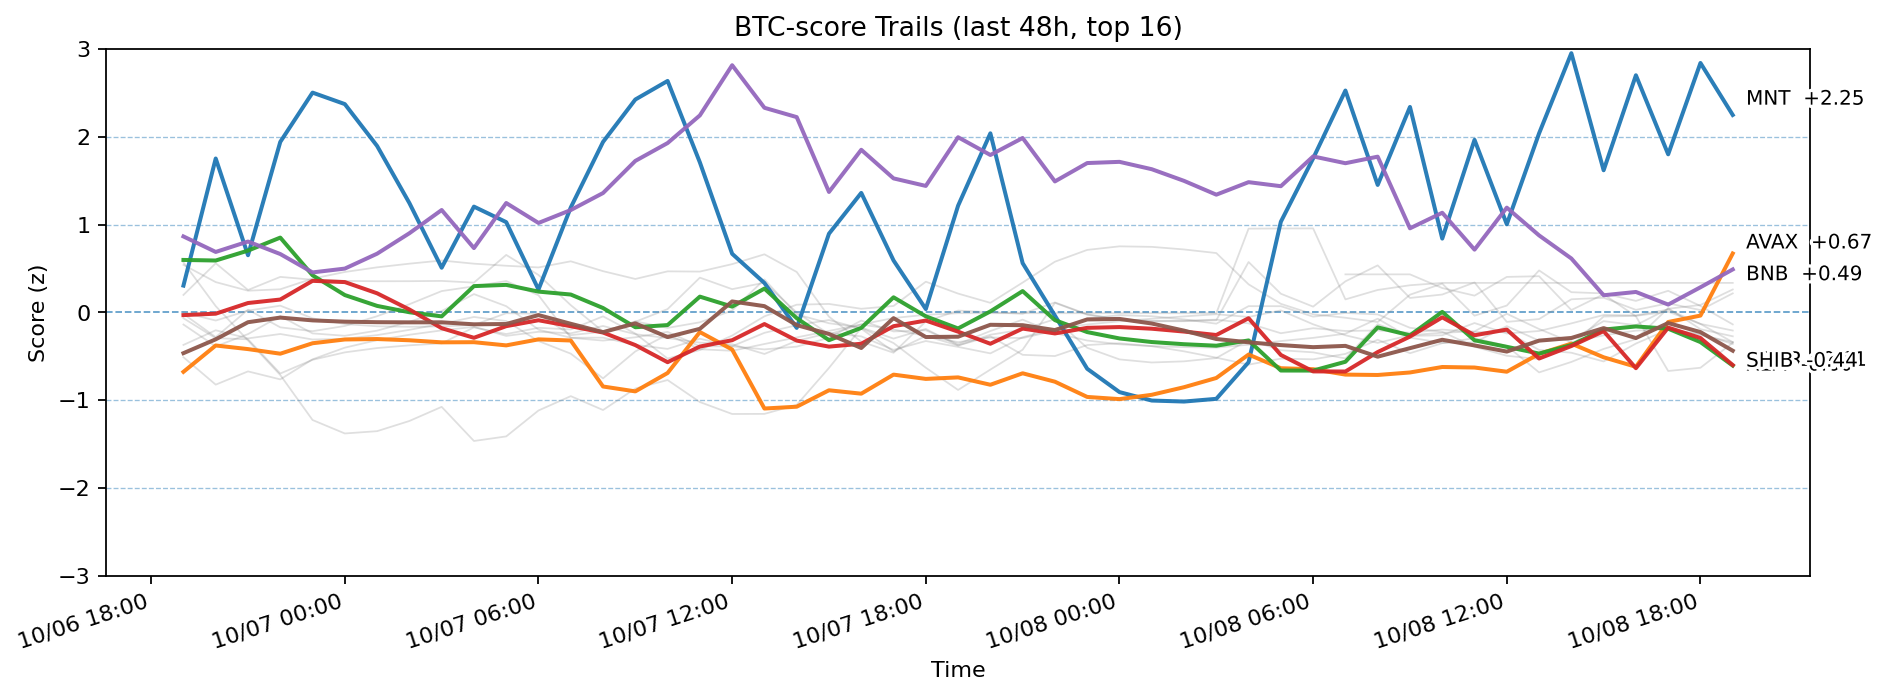 BTC-score Trails (last 48h, top 16)
Score (z)
3
2
1
0
−1
−2
−3
MNT +2.25
AVAX +0.67
BNB +0.49
SHIB -0.44
10/06 18:00
10/07 00:00
10/07 06:00
10/07 12:00
10/07 18:00
10/08 00:00
10/08 06:00
10/08 12:00
10/08 18:00
Time